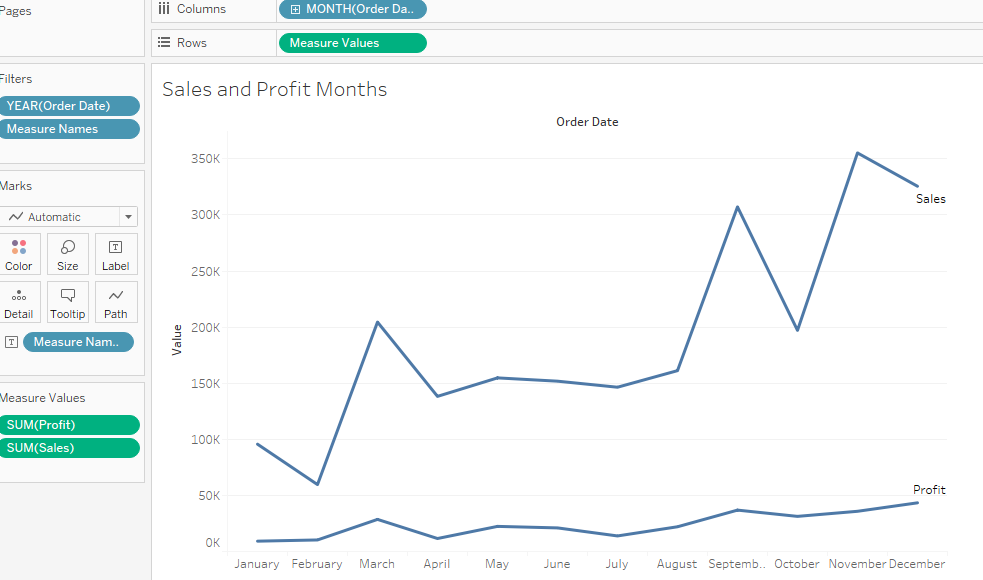 Pages
Columns
MONTH(Order Da..
Rows
Measure Values
Filters
YEAR(Order Date)
Measure Names
Marks
Automatic
Color
Size
Label
Detail
Tooltip
Path
Measure Nam..
Measure Values
SUM(Profit)
SUM(Sales)
Sales and Profit Months
Order Date
350K
300K
250K
200K
150K
100K
50K
0K
Value
Sales
Profit
January February March April May June July August Septemb.. October November December